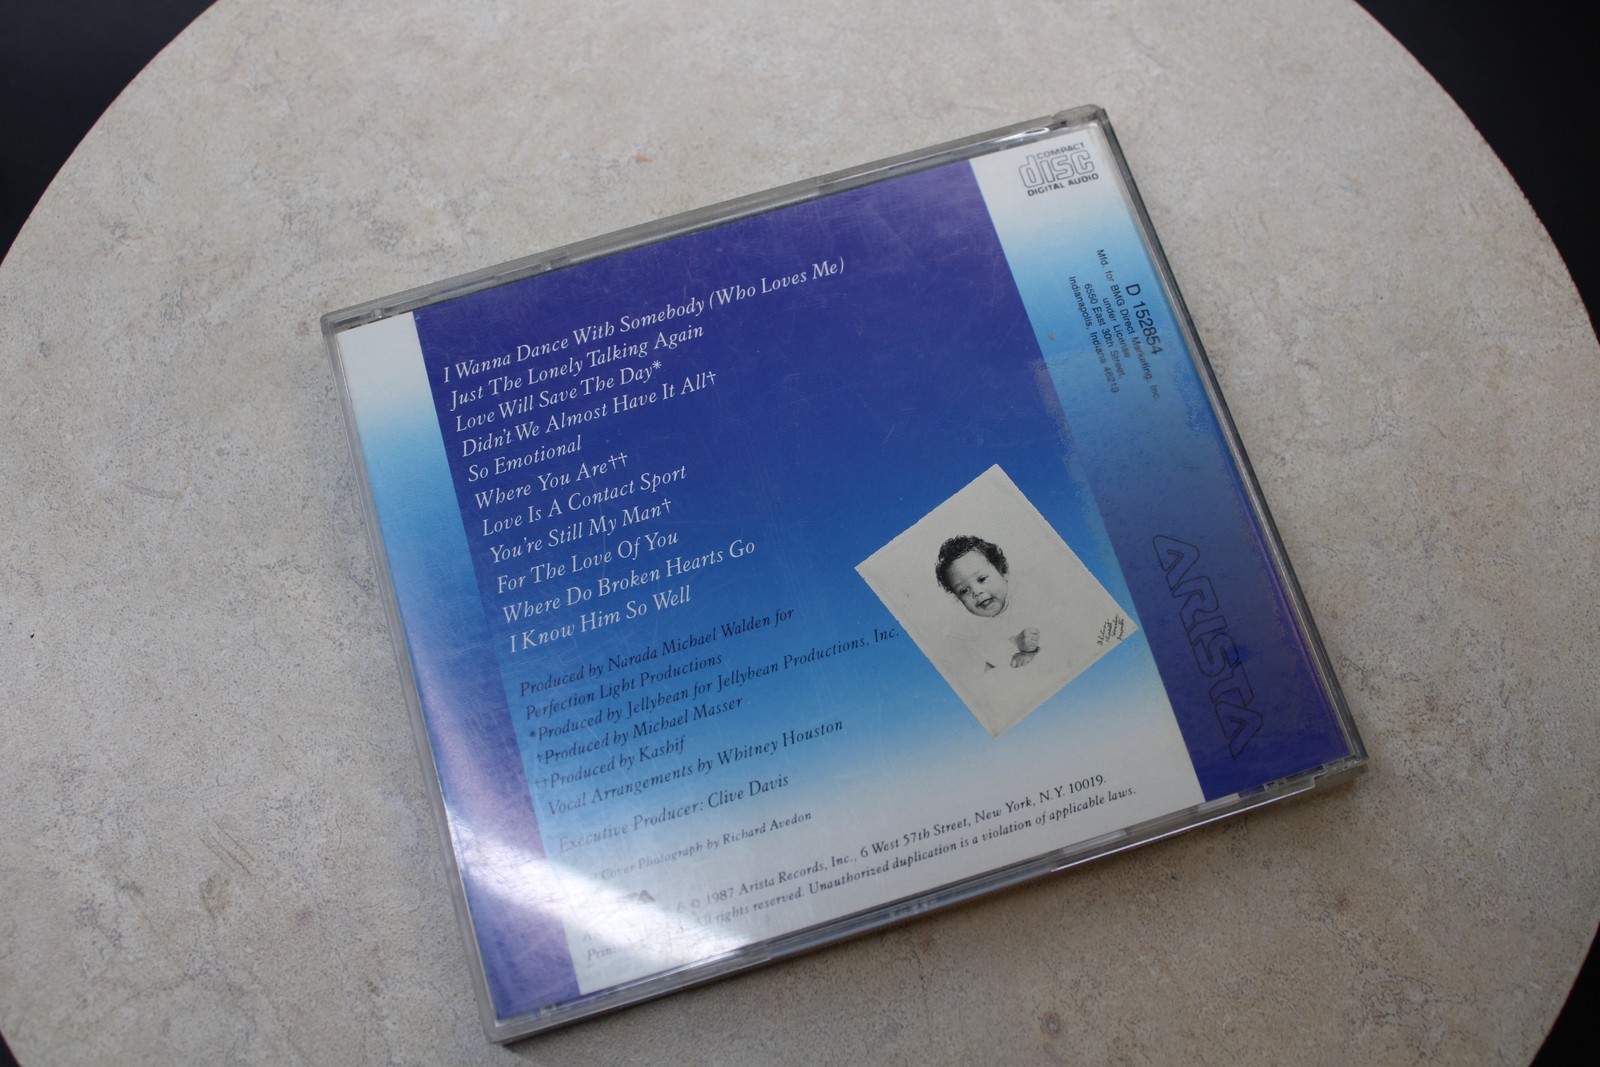 I Wanna Dance With Somebody (Who Loves Me)
Just The Lonely Talking Again
Love Will Save The Day*
Didn't We Almost Have It All†
So Emotional
Where You Are††
Love Is A Contact Sport
You're Still My Man†
For The Love Of You
Where Do Broken Hearts Go
I Know Him So Well
Produced by Narada Michael Walden for
Perfection Light Productions
*Produced by Jellybean for Jellybean Productions, Inc.
†Produced by Michael Masser
††Produced by Kashif
Vocal Arrangements by Whitney Houston
Executive Producer: Clive Davis
Cover Photograph by Richard Avedon
© 1987 Arista Records, Inc., 6 West 57th Street, New York, N.Y. 10019.
All rights reserved. Unauthorized duplication is a violation of applicable laws.
COMPACT
disc
DIGITAL AUDIO
D 152854
Mfd. for BMG Direct Marketing, Inc.
under License
6550 East 30th Street,
Indianapolis, Indiana 46219
ARISTA